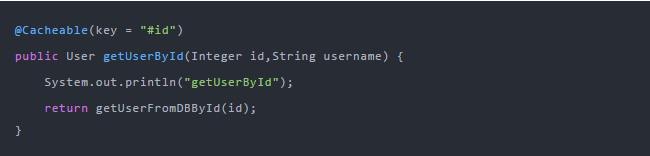 @Cacheable(key = "#id")
public User getUserById(Integer id,String username) {
    System.out.println("getUserById");
    return getUserFromDBById(id);
}